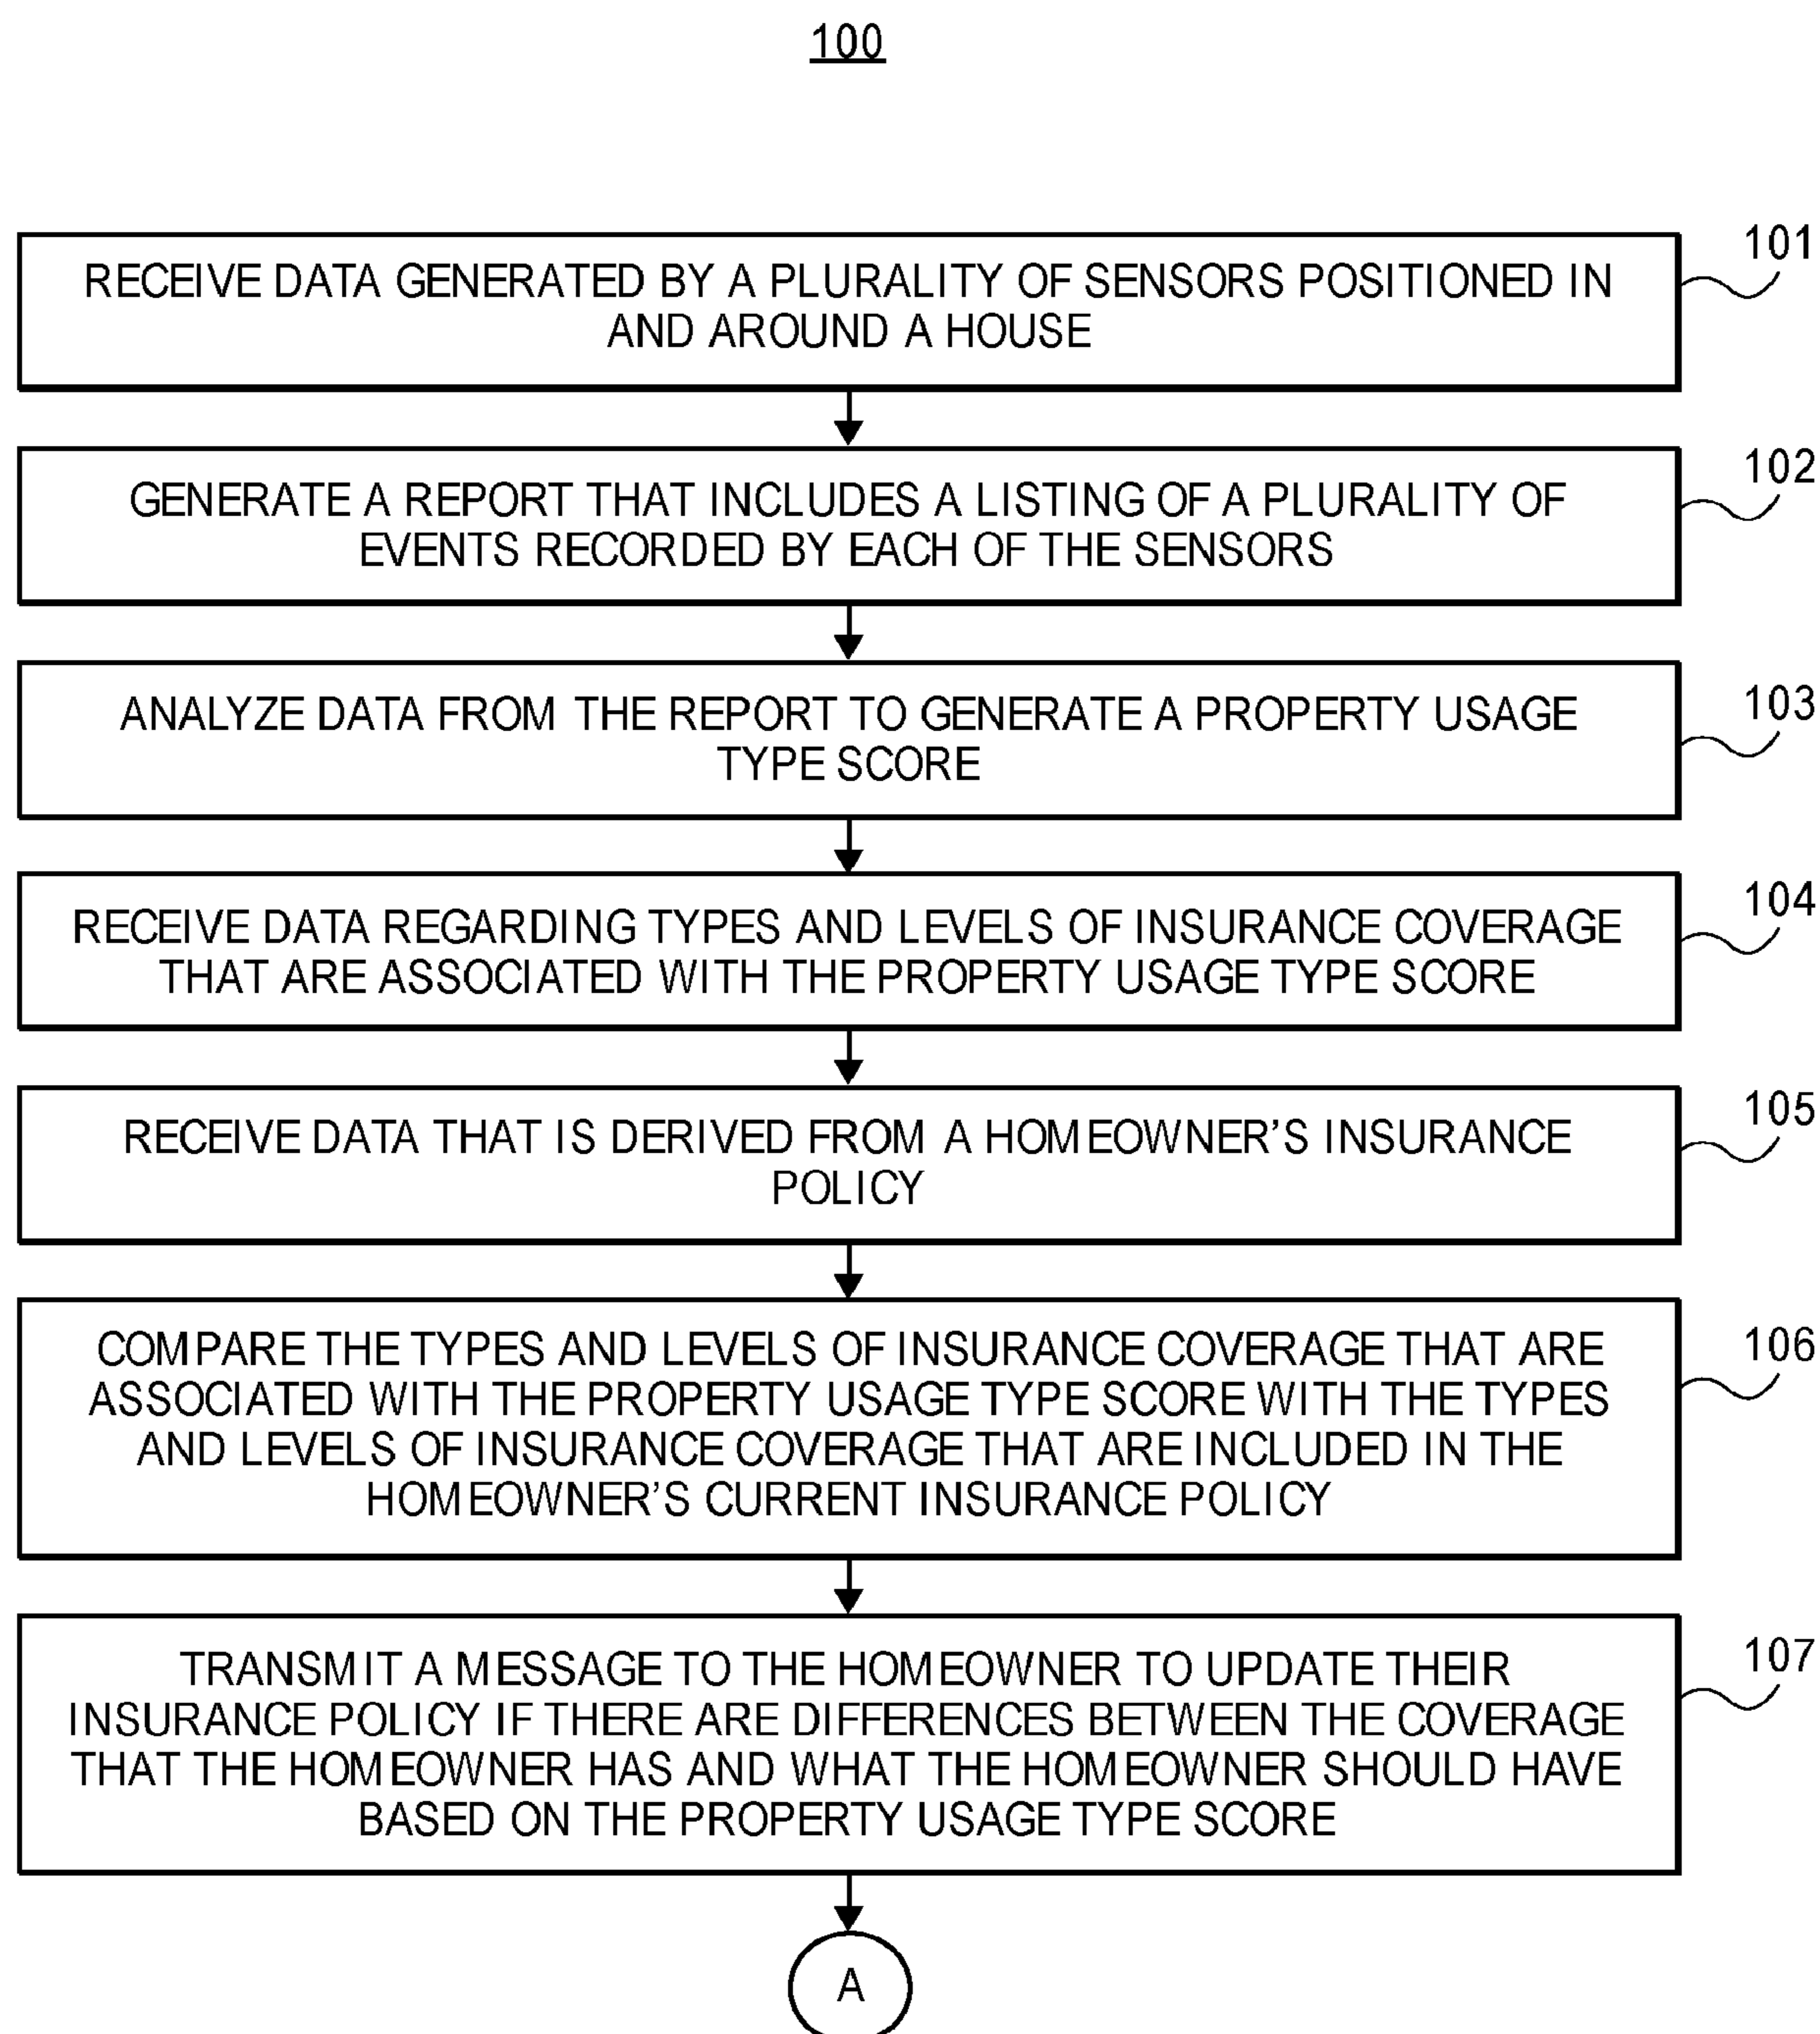 100
RECEIVE DATA GENERATED BY A PLURALITY OF SENSORS POSITIONED IN
AND AROUND A HOUSE
101
GENERATE A REPORT THAT INCLUDES A LISTING OF A PLURALITY OF
EVENTS RECORDED BY EACH OF THE SENSORS
102
ANALYZE DATA FROM THE REPORT TO GENERATE A PROPERTY USAGE
TYPE SCORE
103
RECEIVE DATA REGARDING TYPES AND LEVELS OF INSURANCE COVERAGE
THAT ARE ASSOCIATED WITH THE PROPERTY USAGE TYPE SCORE
104
RECEIVE DATA THAT IS DERIVED FROM A HOMEOWNER'S INSURANCE
POLICY
105
COMPARE THE TYPES AND LEVELS OF INSURANCE COVERAGE THAT ARE
ASSOCIATED WITH THE PROPERTY USAGE TYPE SCORE WITH THE TYPES
AND LEVELS OF INSURANCE COVERAGE THAT ARE INCLUDED IN THE
HOMEOWNER'S CURRENT INSURANCE POLICY
106
TRANSMIT A MESSAGE TO THE HOMEOWNER TO UPDATE THEIR
INSURANCE POLICY IF THERE ARE DIFFERENCES BETWEEN THE COVERAGE
THAT THE HOMEOWNER HAS AND WHAT THE HOMEOWNER SHOULD HAVE
BASED ON THE PROPERTY USAGE TYPE SCORE
107
A